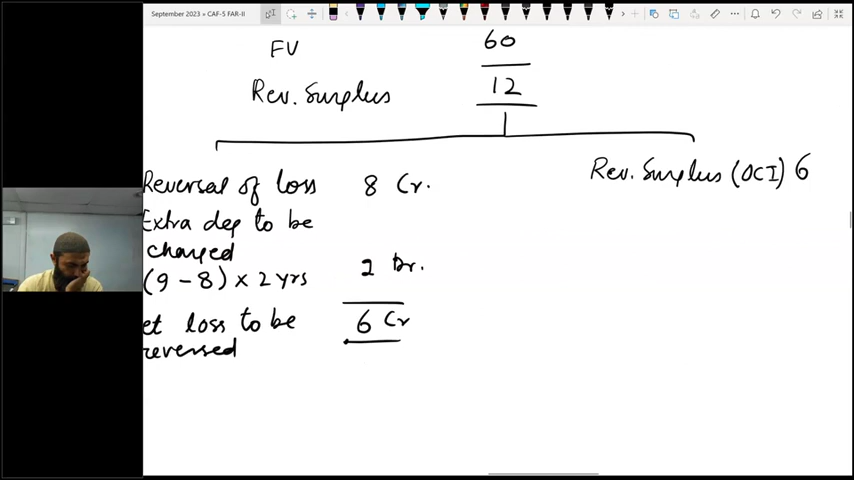 September 2023 » CAF-5 FAR-II
FV 60
Rev. Surplus 12
Reversal of loss 8 Cr.
Rev. Surplus (OCI) 6
Extra dep to be
charged
(9 - 8) × 2 yrs 2 Dr.
et loss to be 6 Cr
reversed